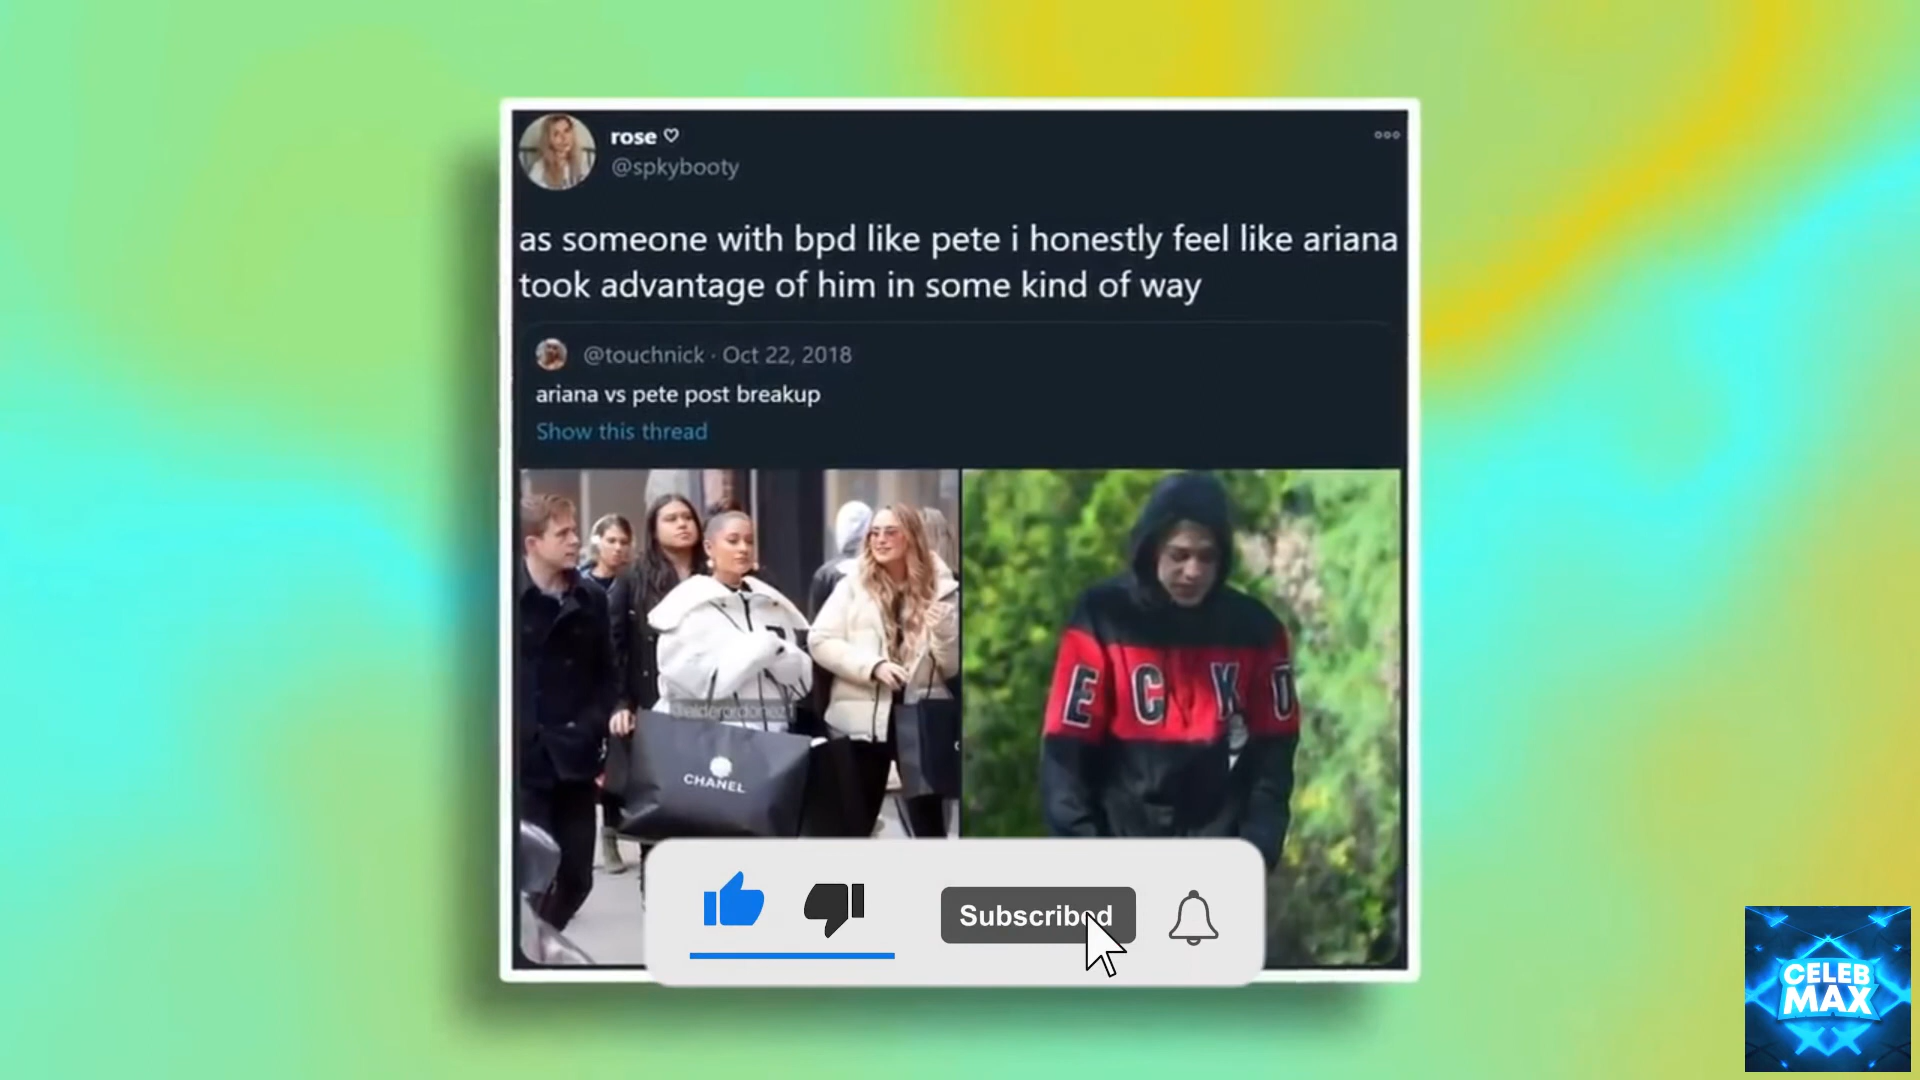 rose ♡
@spkybooty
as someone with bpd like pete i honestly feel like ariana
took advantage of him in some kind of way
@touchnick · Oct 22, 2018
ariana vs pete post breakup
Show this thread
@elderordonez1
CHANEL
ECKO
Subscribed
CELEB
MAX